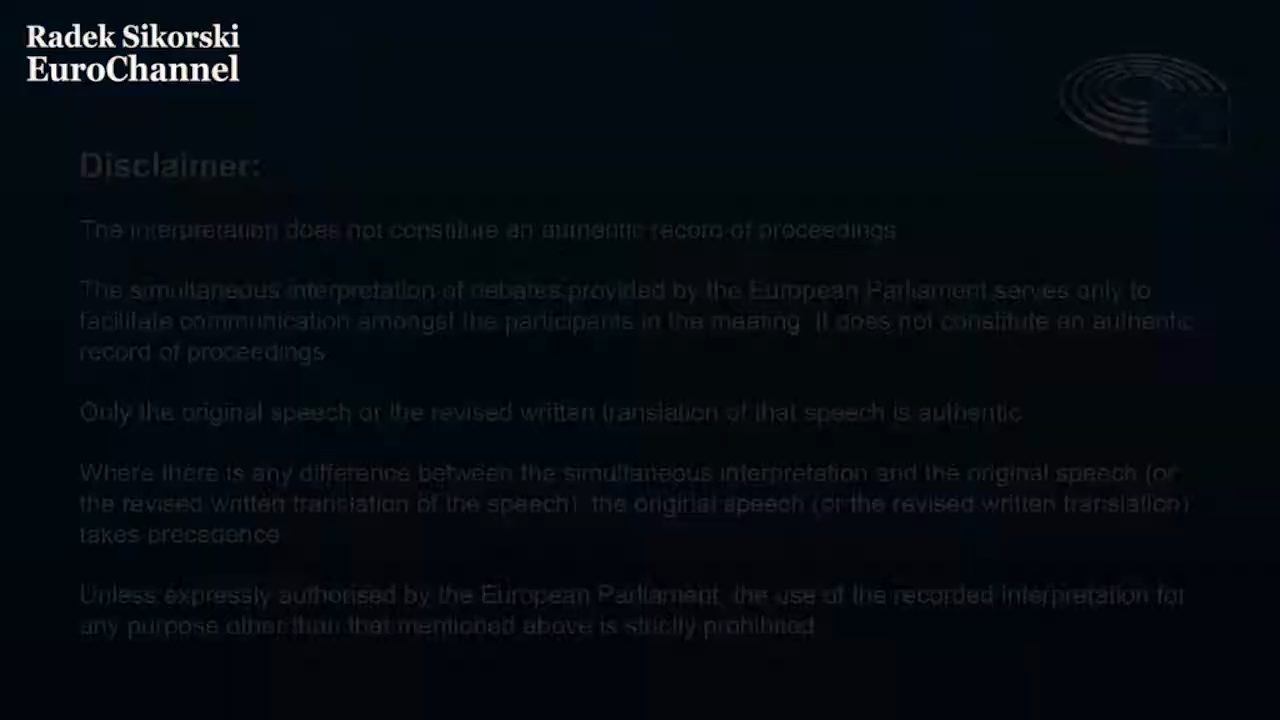 Radek Sikorski
EuroChannel
Disclaimer:
The interpretation does not constitute an authentic record of proceedings.
The simultaneous interpretation of debates provided by the European Parliament serves only to
facilitate communication amongst the participants in the meeting. It does not constitute an authentic
record of proceedings.
Only the original speech or the revised written translation of that speech is authentic.
Where there is any difference between the simultaneous interpretation and the original speech (or
the revised written translation of the speech), the original speech (or the revised written translation)
takes precedence.
Unless expressly authorised by the European Parliament, the use of the recorded interpretation for
any purpose other than that mentioned above is strictly prohibited.